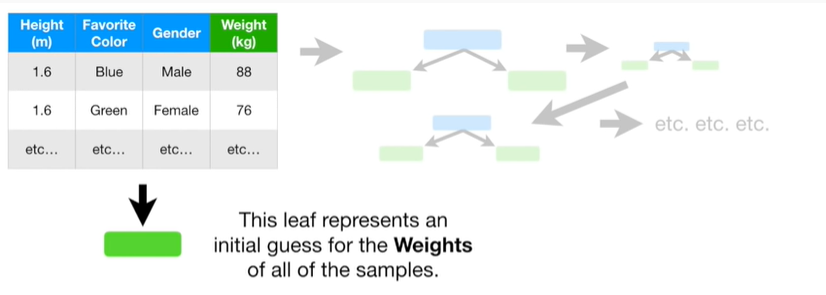 Height (m) Favorite Color Gender Weight (kg)
1.6 Blue Male 88
1.6 Green Female 76
etc... etc... etc... etc...
etc. etc. etc.
This leaf represents an
initial guess for the Weights
of all of the samples.